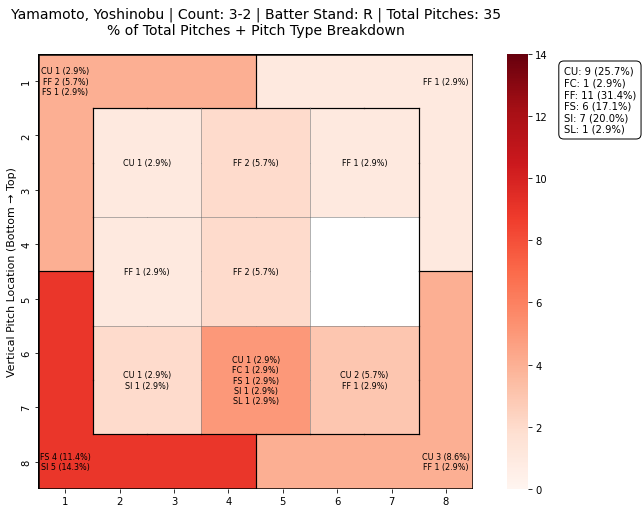 Yamamoto, Yoshinobu | Count: 3-2 | Batter Stand: R | Total Pitches: 35
% of Total Pitches + Pitch Type Breakdown
Vertical Pitch Location (Bottom → Top)
1
2
3
4
5
6
7
8
CU 1 (2.9%)
FF 2 (5.7%)
FS 1 (2.9%)
FF 1 (2.9%)
CU 1 (2.9%)
FF 2 (5.7%)
FF 1 (2.9%)
FF 1 (2.9%)
FF 2 (5.7%)
CU 1 (2.9%)
SI 1 (2.9%)
CU 1 (2.9%)
FC 1 (2.9%)
FS 1 (2.9%)
SI 1 (2.9%)
SL 1 (2.9%)
CU 2 (5.7%)
FF 1 (2.9%)
FS 4 (11.4%)
SI 5 (14.3%)
CU 3 (8.6%)
FF 1 (2.9%)
1
2
3
4
5
6
7
8
14
12
10
8
6
4
2
0
CU: 9 (25.7%)
FC: 1 (2.9%)
FF: 11 (31.4%)
FS: 6 (17.1%)
SI: 7 (20.0%)
SL: 1 (2.9%)